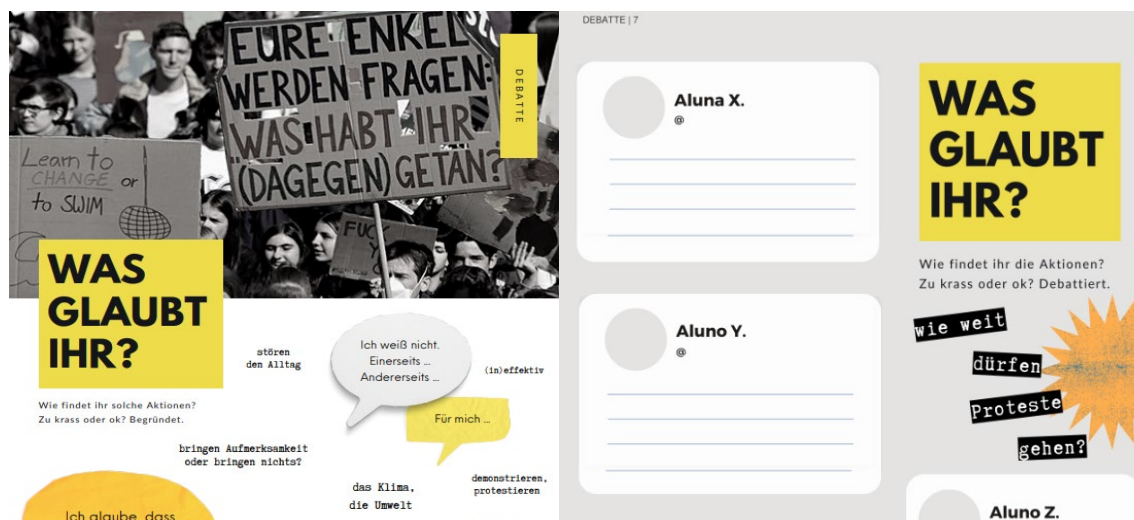 EURE ENKEL
WERDEN FRAGEN:
WAS HABT IHR
(DAGEGEN) GETAN?
DEBATTE
Learn to
CHANGE or
to SWIM
WAS
GLAUBT
IHR?
Wie findet ihr solche Aktionen?
Zu krass oder ok? Begründet.
stören
den Alltag
Ich weiß nicht.
Einerseits ...
Andererseits ...
(in)effektiv
Für mich ...
bringen Aufmerksamkeit
oder bringen nichts?
das Klima,
die Umwelt
demonstrieren,
protestieren
Ich glaube, dass
DEBATTE | 7
Aluna X.
@
Aluno Y.
@
WAS
GLAUBT
IHR?
Wie findet ihr die Aktionen?
Zu krass oder ok? Debattiert.
wie weit
dürfen
Proteste
gehen?
Aluno Z.